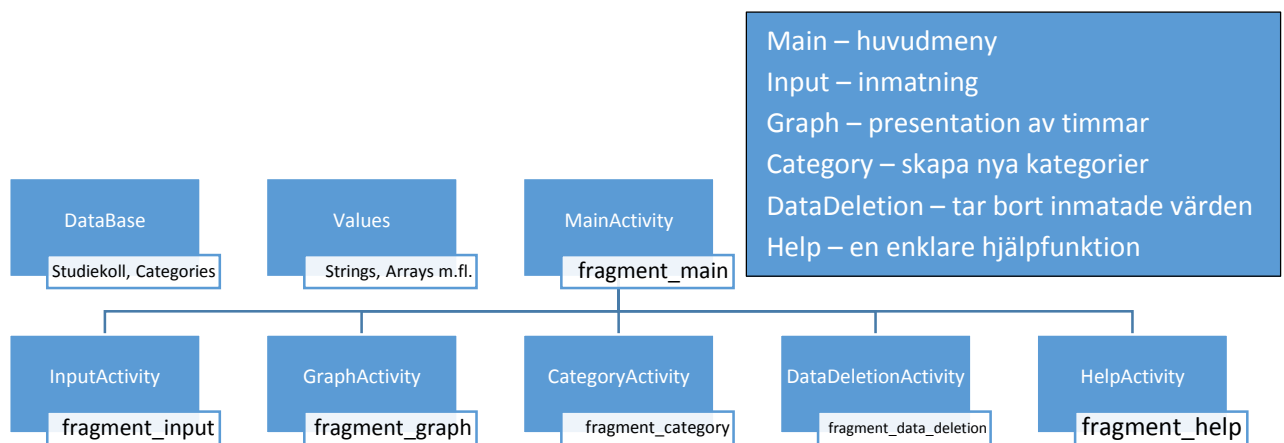 Main – huvudmeny
Input – inmatning
Graph – presentation av timmar
Category – skapa nya kategorier
DataDeletion – tar bort inmatade värden
Help – en enklare hjälpfunktion
DataBase
Studiekoll, Categories
Values
Strings, Arrays m.fl.
MainActivity
fragment_main
InputActivity
fragment_input
GraphActivity
fragment_graph
CategoryActivity
fragment_category
DataDeletionActivity
fragment_data_deletion
HelpActivity
fragment_help